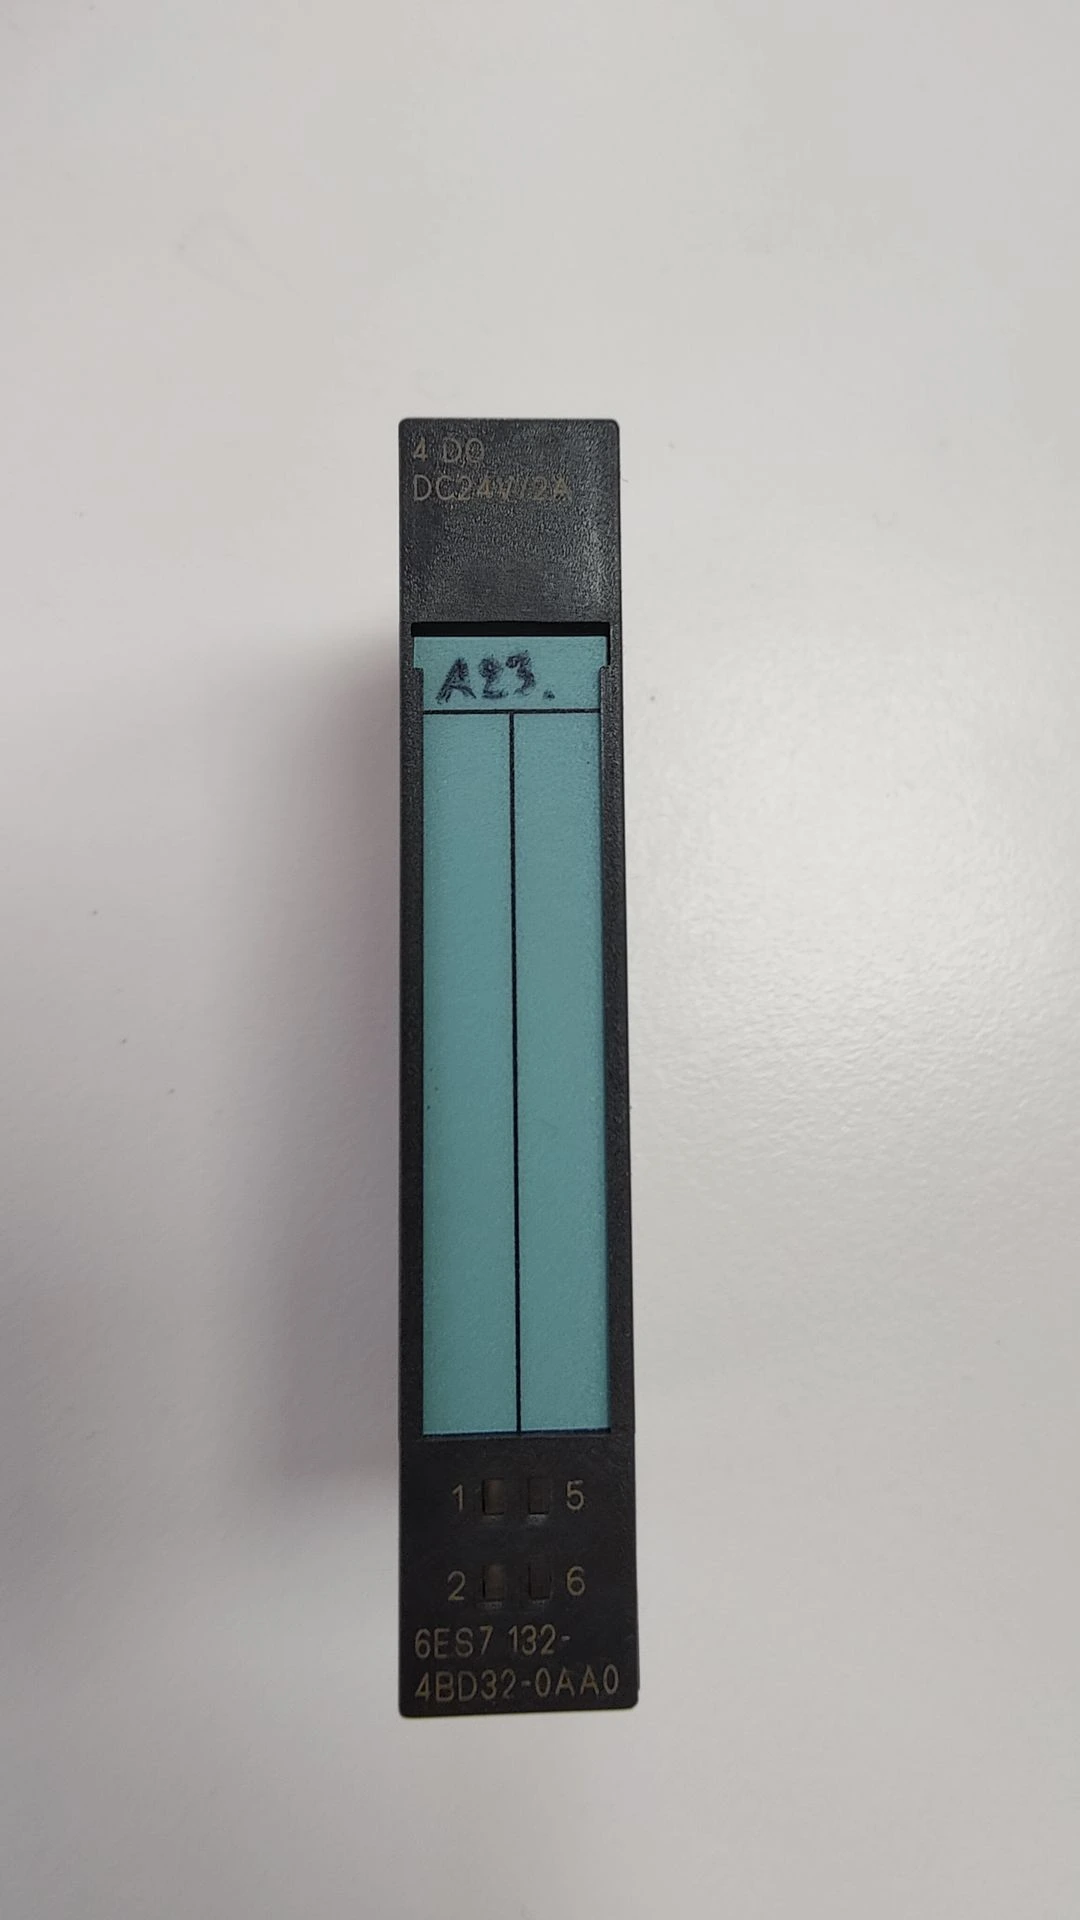 4 DO
DC24V/2A
A23.
1 5
2 6
6ES7 132-
4BD32-0AA0